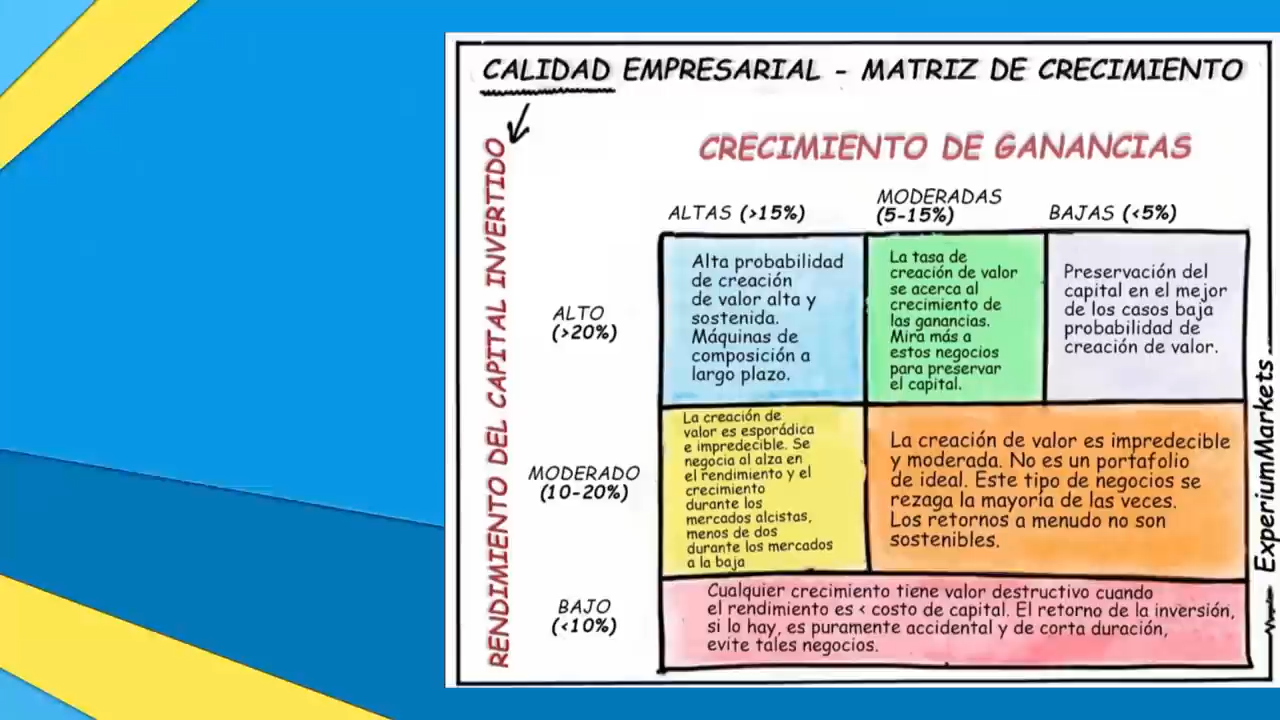 CALIDAD EMPRESARIAL - MATRIZ DE CRECIMIENTO
CRECIMIENTO DE GANANCIAS
RENDIMIENTO DEL CAPITAL INVERTIDO
ALTAS (>15%)
MODERADAS
(5-15%)
BAJAS (<5%)
ALTO
(>20%)
Alta probabilidad
de creación
de valor alta y
sostenida.
Máquinas de
composición a
largo plazo.
La tasa de
creación de valor
se acerca al
crecimiento de
las ganancias.
Mira más a
estos negocios
para preservar
el capital.
Preservación del
capital en el mejor
de los casos baja
probabilidad de
creación de valor.
MODERADO
(10-20%)
La creación de
valor es esporádica
e impredecible. Se
negocia al alza en
el rendimiento y el
crecimiento
durante los
mercados alcistas,
menos de dos
durante los mercados
a la baja
La creación de valor es impredecible
y moderada. No es un portafolio
de ideal. Este tipo de negocios se
rezaga la mayoría de las veces.
Los retornos a menudo no son
sostenibles.
BAJO
(<10%)
Cualquier crecimiento tiene valor destructivo cuando
el rendimiento es < costo de capital. El retorno de la inversión,
si lo hay, es puramente accidental y de corta duración,
evite tales negocios.
ExperiumMarkets